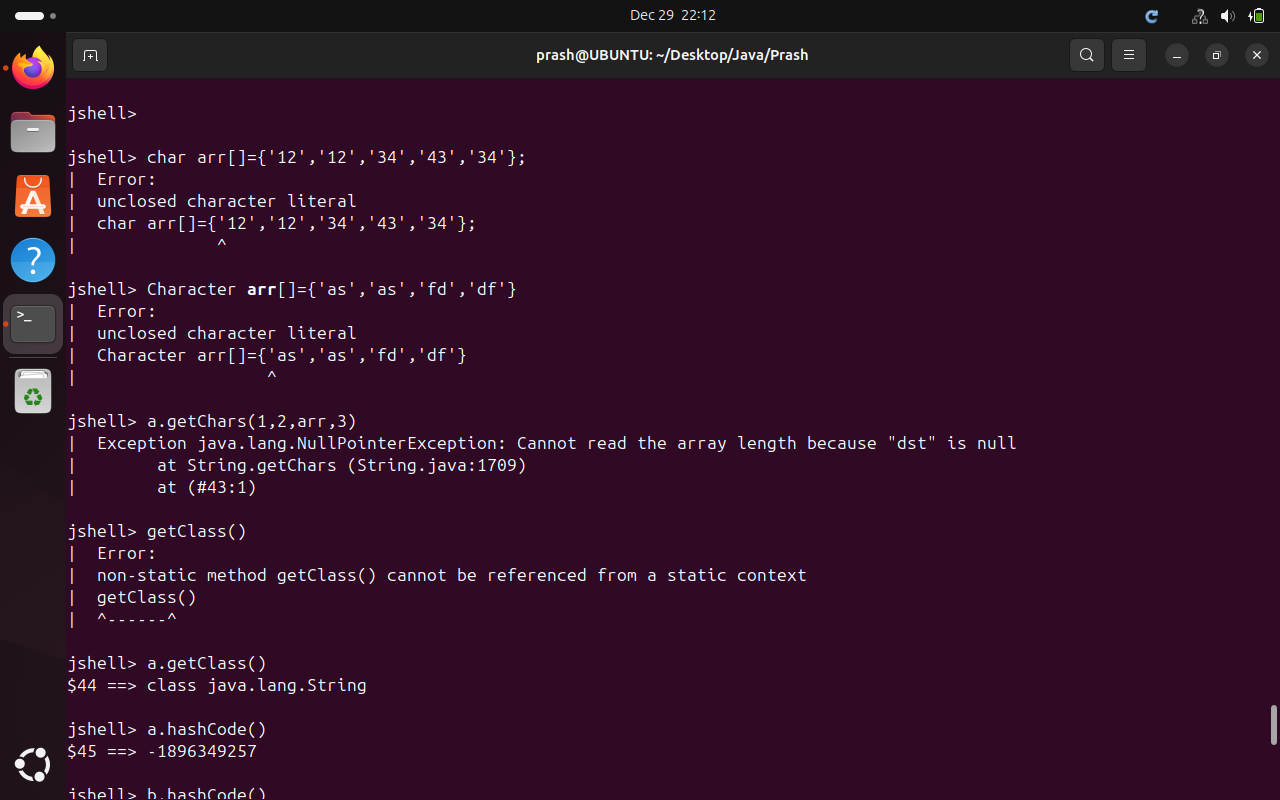 Dec 29 22:12
prash@UBUNTU: ~/Desktop/Java/Prash
jshell>
jshell> char arr[]={'12','12','34','43','34'};
| Error:
| unclosed character literal
| char arr[]={'12','12','34','43','34'};
| ^
jshell> Character arr[]={'as','as','fd','df'}
| Error:
| unclosed character literal
| Character arr[]={'as','as','fd','df'}
| ^
jshell> a.getChars(1,2,arr,3)
| Exception java.lang.NullPointerException: Cannot read the array length because "dst" is null
| at String.getChars (String.java:1709)
| at (#43:1)
jshell> getClass()
| Error:
| non-static method getClass() cannot be referenced from a static context
| getClass()
| ^------^
jshell> a.getClass()
$44 ==> class java.lang.String
jshell> a.hashCode()
$45 ==> -1896349257
jshell> b.hashCode()